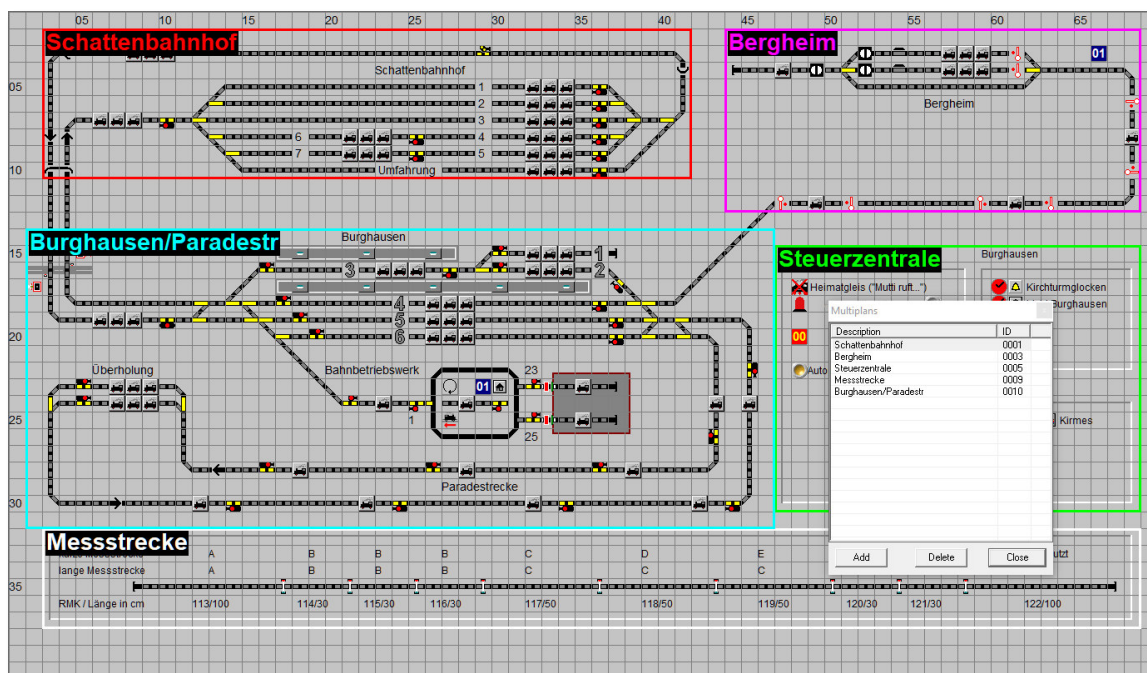 05 10 15 20 25 30 35 40 45 50 55 60 65
Schattenbahnhof
Bergheim
01
Schattenbahnhof
05
1
2
3
6 4
7 5
10
Umfahrung
Bergheim
Burghausen/Paradestr
Burghausen
15
1
3 2
4
5
6
20
Überholung
Bahnbetriebswerk
23
01
25
1
25
Paradestrecke
30
Steuerzentrale
Burghausen
Heimatgleis ("Mutti ruft...")
Kirchturmglocken
Burghausen
00
Auto
Kirmes
Multiplans
Description ID
Schattenbahnhof 0001
Bergheim 0003
Steuerzentrale 0005
Messstrecke 0009
Burghausen/Paradestr 0010
Add Delete Close
Messstrecke
A B B B C D E
utzt
lange Messstrecke A B B B C C C
35
RMK / Länge in cm 113/100 114/30 115/30 116/30 117/50 118/50 119/50 120/30 121/30 122/100